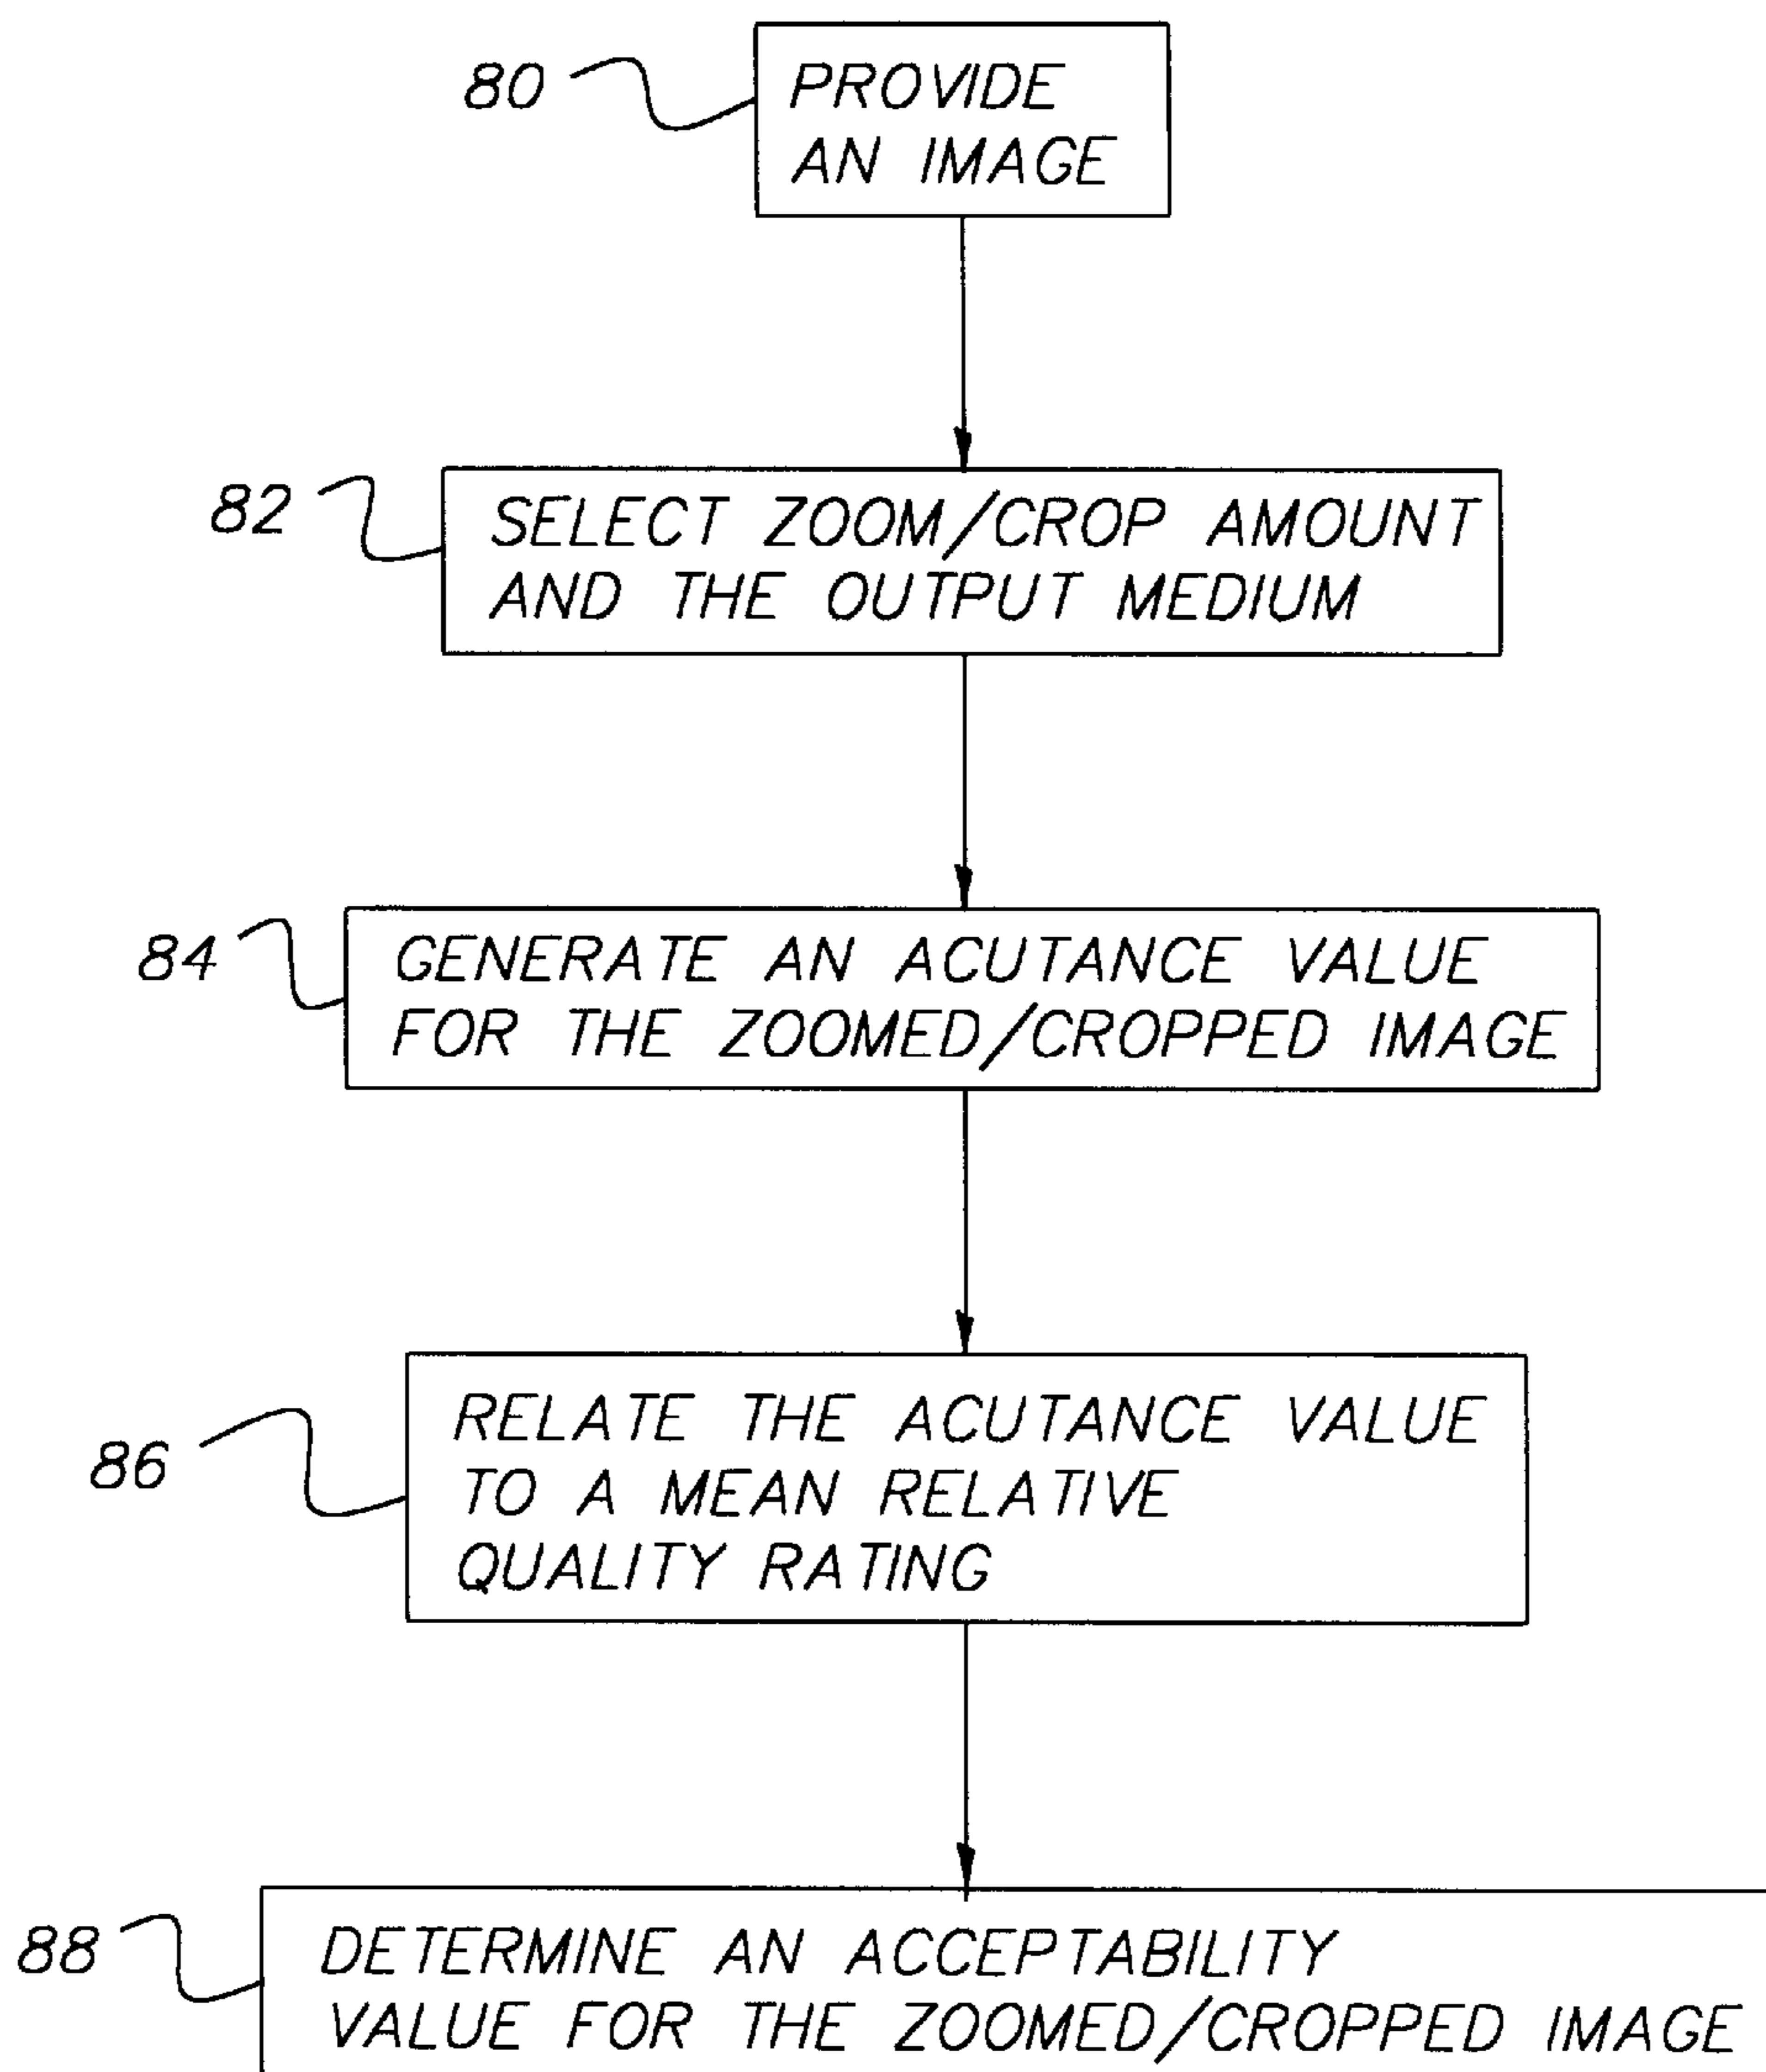 80
PROVIDE
AN IMAGE
82
SELECT ZOOM/CROP AMOUNT
AND THE OUTPUT MEDIUM
84
GENERATE AN ACUTANCE VALUE
FOR THE ZOOMED/CROPPED IMAGE
86
RELATE THE ACUTANCE VALUE
TO A MEAN RELATIVE
QUALITY RATING
88
DETERMINE AN ACCEPTABILITY
VALUE FOR THE ZOOMED/CROPPED IMAGE